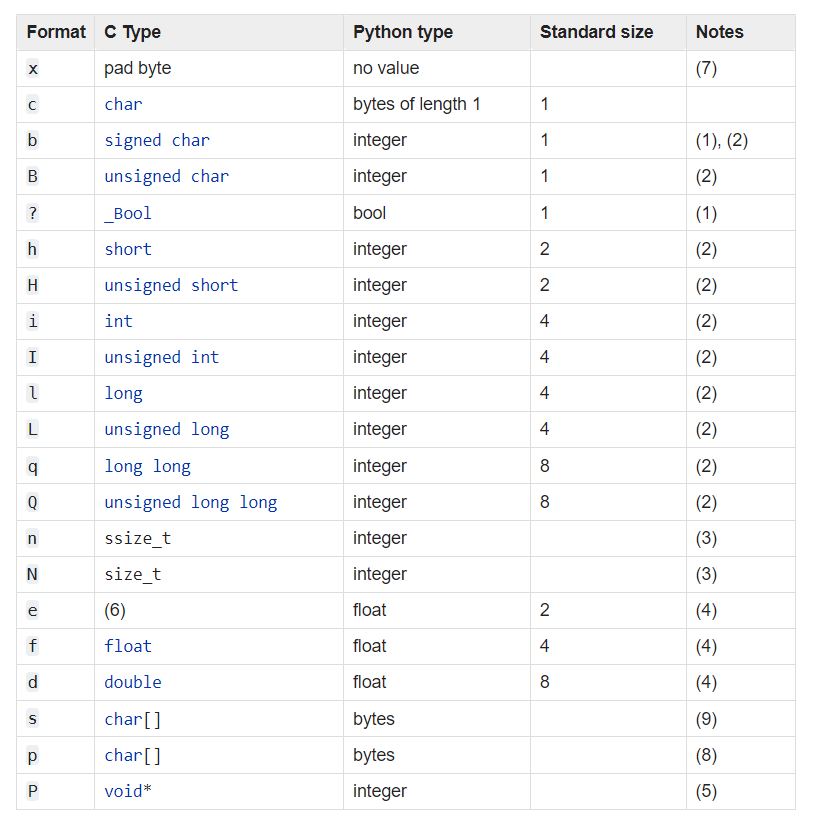 Format C Type Python type Standard size Notes
x pad byte no value (7)
c char bytes of length 1 1
b signed char integer 1 (1), (2)
B unsigned char integer 1 (2)
? _Bool bool 1 (1)
h short integer 2 (2)
H unsigned short integer 2 (2)
i int integer 4 (2)
I unsigned int integer 4 (2)
l long integer 4 (2)
L unsigned long integer 4 (2)
q long long integer 8 (2)
Q unsigned long long integer 8 (2)
n ssize_t integer (3)
N size_t integer (3)
e (6) float 2 (4)
f float float 4 (4)
d double float 8 (4)
s char[] bytes (9)
p char[] bytes (8)
P void* integer (5)